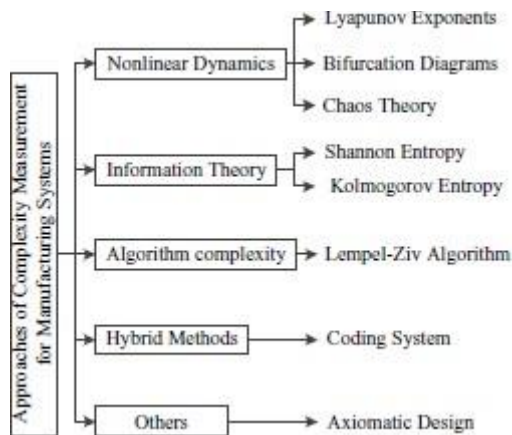 Approaches of Complexity Measurement
for Manufacturing Systems
Nonlinear Dynamics
Lyapunov Exponents
Bifurcation Diagrams
Chaos Theory
Information Theory
Shannon Entropy
Kolmogorov Entropy
Algorithm complexity
Lempel-Ziv Algorithm
Hybrid Methods
Coding System
Others
Axiomatic Design